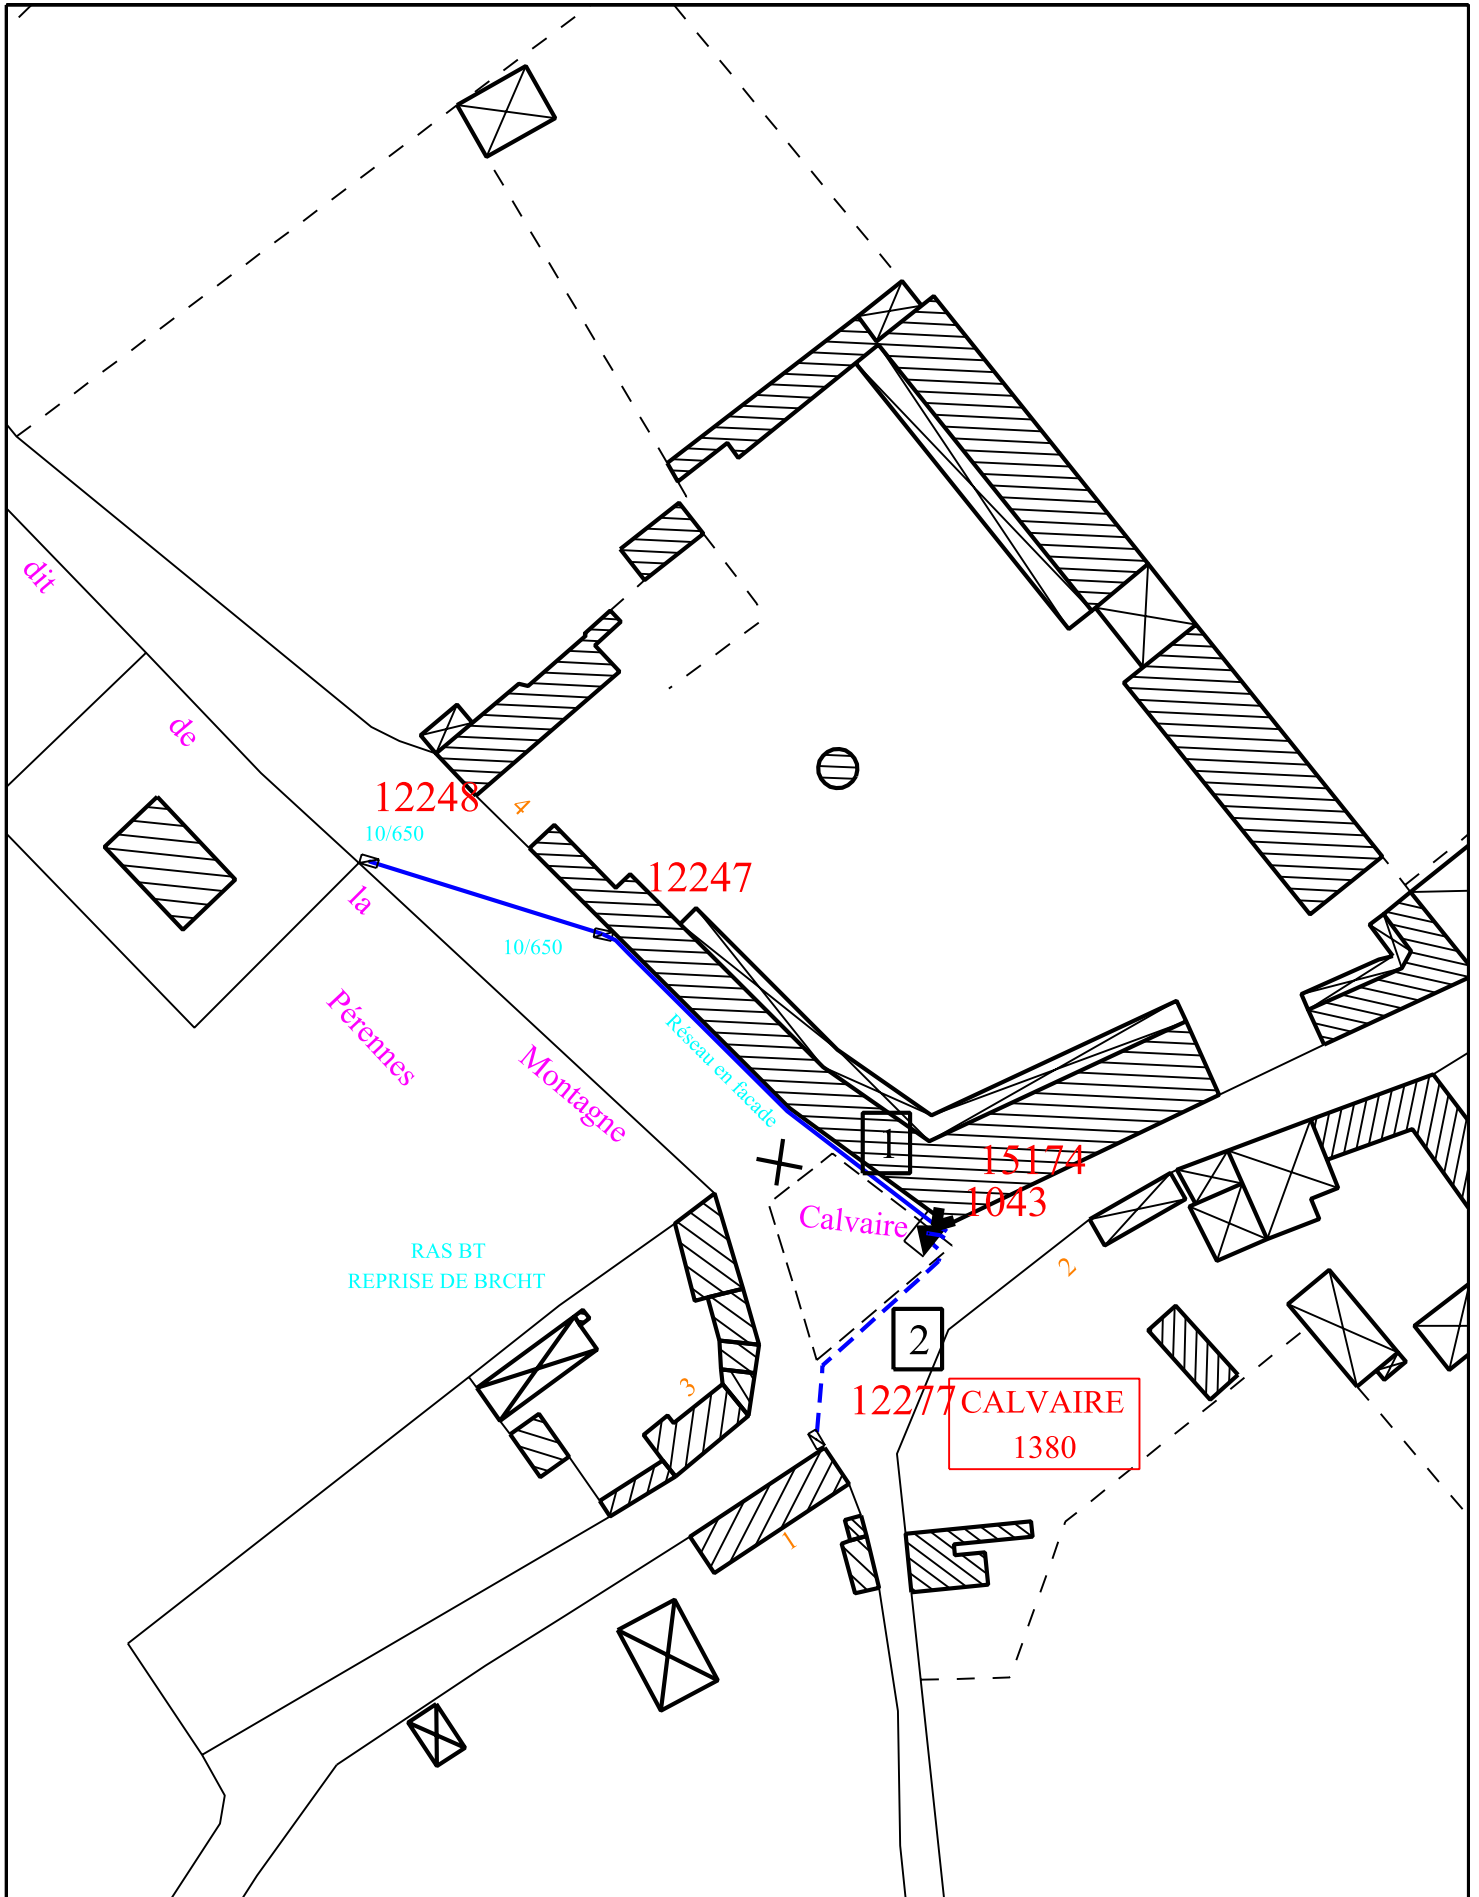 dit
de
12248
4
10/650
12247
la
10/650
Pérennes
Réseau en facade
Montagne
1
15174
1043
Calvaire
RAS BT
REPRISE DE BRCHT
2
2
3
12277
CALVAIRE
1380
1